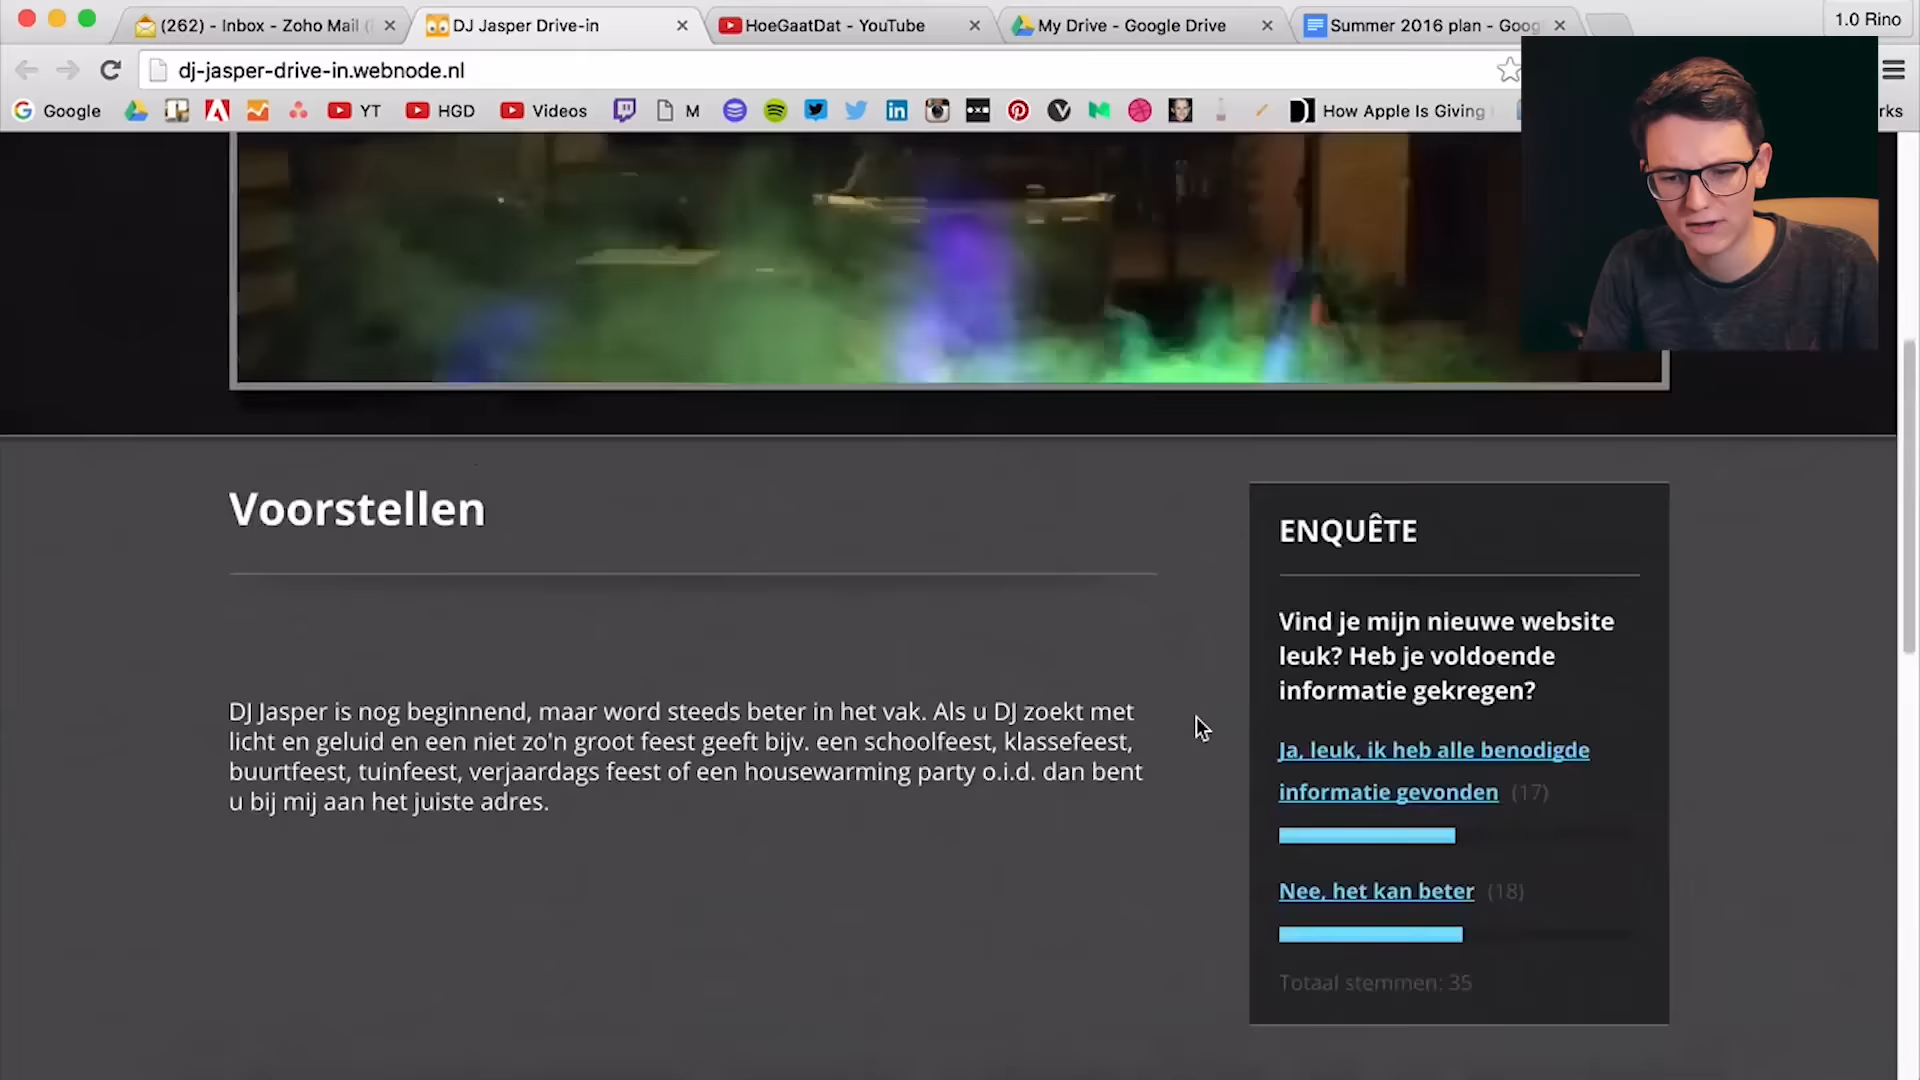 (262) - Inbox - Zoho Mail (
DJ Jasper Drive-in
HoeGaatDat - YouTube
My Drive - Google Drive
Summer 2016 plan - Goog
1.0 Rino
dj-jasper-drive-in.webnode.nl
Google
YT
HGD
Videos
M
How Apple Is Giving
rks
Voorstellen
DJ Jasper is nog beginnend, maar word steeds beter in het vak. Als u DJ zoekt met
licht en geluid en een niet zo'n groot feest geeft bijv. een schoolfeest, klassefeest,
buurtfeest, tuinfeest, verjaardags feest of een housewarming party o.i.d. dan bent
u bij mij aan het juiste adres.
ENQUÊTE
Vind je mijn nieuwe website
leuk? Heb je voldoende
informatie gekregen?
Ja, leuk, ik heb alle benodigde
informatie gevonden (17)
Nee, het kan beter (18)
Totaal stemmen: 35